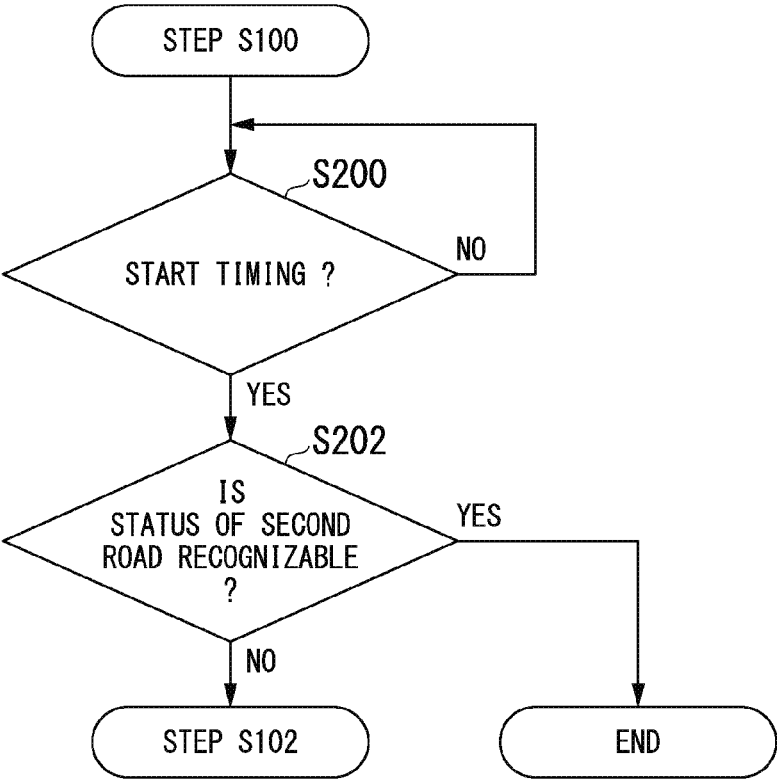 STEP S100
S200
START TIMING ?
NO
YES
S202
IS
STATUS OF SECOND
ROAD RECOGNIZABLE
?
YES
NO
STEP S102
END